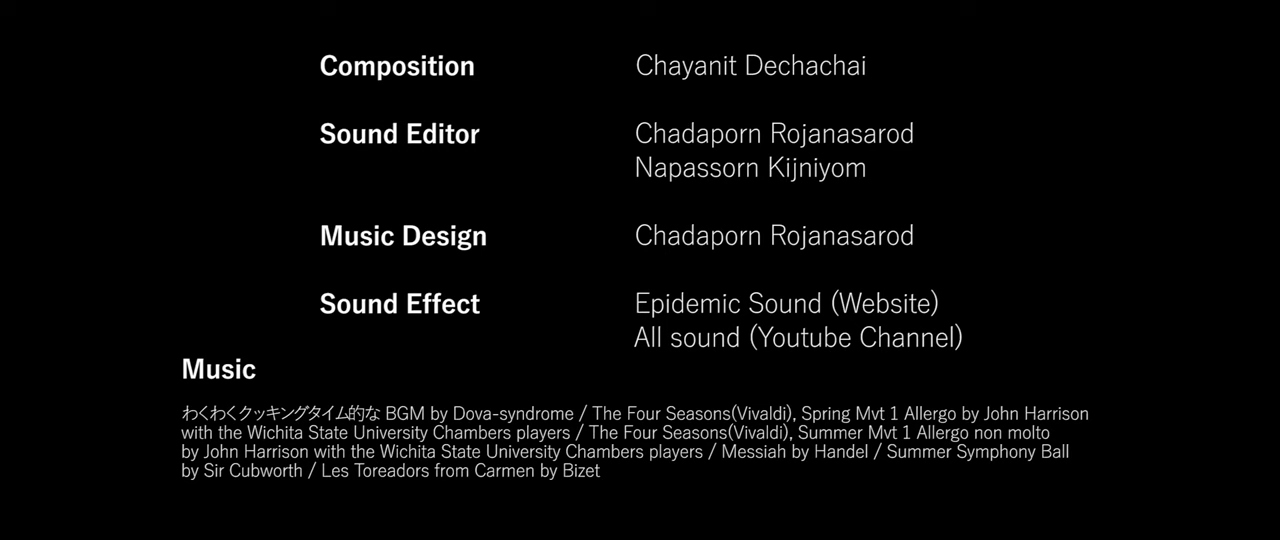 Composition Chayanit Dechachai
Sound Editor Chadaporn Rojanasarod
Napassorn Kijniyom
Music Design Chadaporn Rojanasarod
Sound Effect Epidemic Sound (Website)
All sound (Youtube Channel)
Music
わくわくクッキングタイム的な BGM by Dova-syndrome / The Four Seasons(Vivaldi), Spring Mvt 1 Allergo by John Harrison
with the Wichita State University Chambers players / The Four Seasons(Vivaldi), Summer Mvt 1 Allergo non molto
by John Harrison with the Wichita State University Chambers players / Messiah by Handel / Summer Symphony Ball
by Sir Cubworth / Les Toreadors from Carmen by Bizet